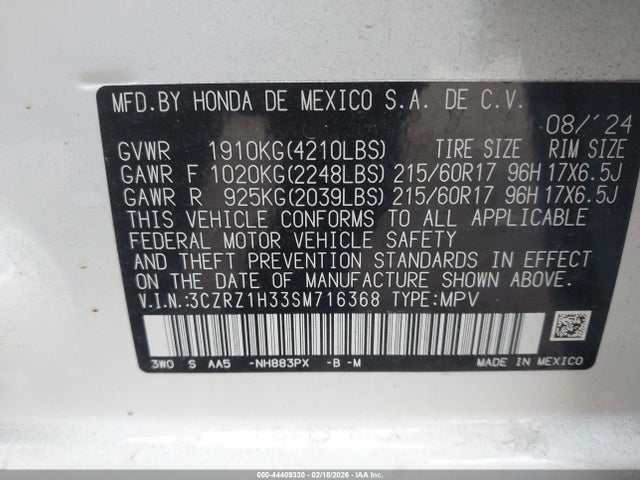 MFD.BY HONDA DE MEXICO S.A. DE C.V.
08/'24
GVWR 1910KG(4210LBS) TIRE SIZE RIM SIZE
GAWR F 1020KG(2248LBS) 215/60R17 96H 17X6.5J
GAWR R 925KG(2039LBS) 215/60R17 96H 17X6.5J
THIS VEHICLE CONFORMS TO ALL APPLICABLE
FEDERAL MOTOR VEHICLE SAFETY
AND THEFT PREVENTION STANDARDS IN EFFECT
ON THE DATE OF MANUFACTURE SHOWN ABOVE.
V.I.N:3CZRZ1H33SM716368 TYPE:MPV
3W0 S AA5 -NH883PX -B -M MADE IN MEXICO
000-44409330 - 02/18/2026 - IAA Inc.